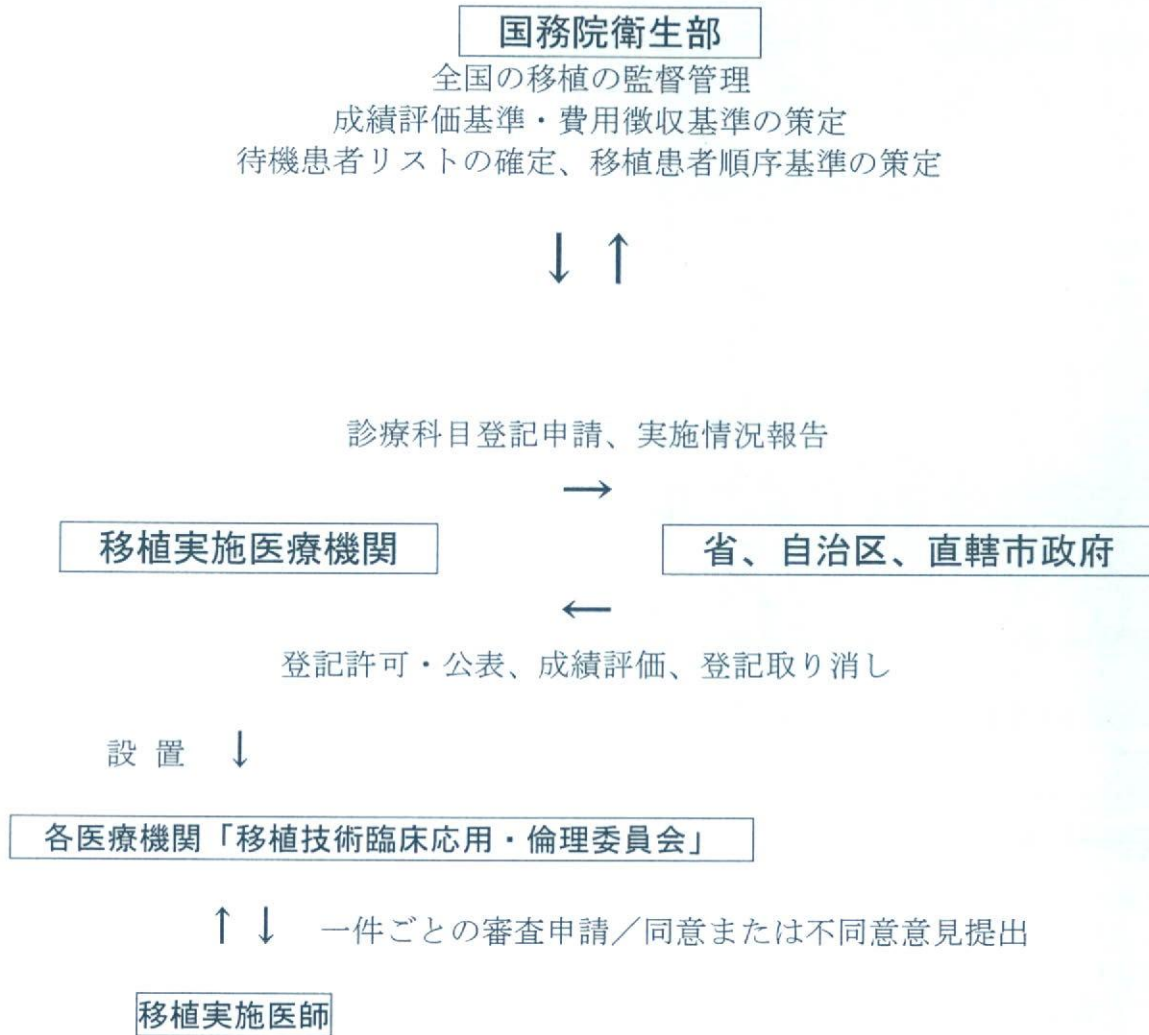 国務院衛生部
全国の移植の監督管理
成績評価基準・費用徴収基準の策定
待機患者リストの確定、移植患者順序基準の策定
↓ ↑
診療科目登記申請、実施情況報告
→
移植実施医療機関
省、自治区、直轄市政府
←
登記許可・公表、成績評価、登記取り消し
設 置 ↓
各医療機関「移植技術臨床応用・倫理委員会」
↑ ↓ 一件ごとの審査申請／同意または不同意意見提出
移植実施医師